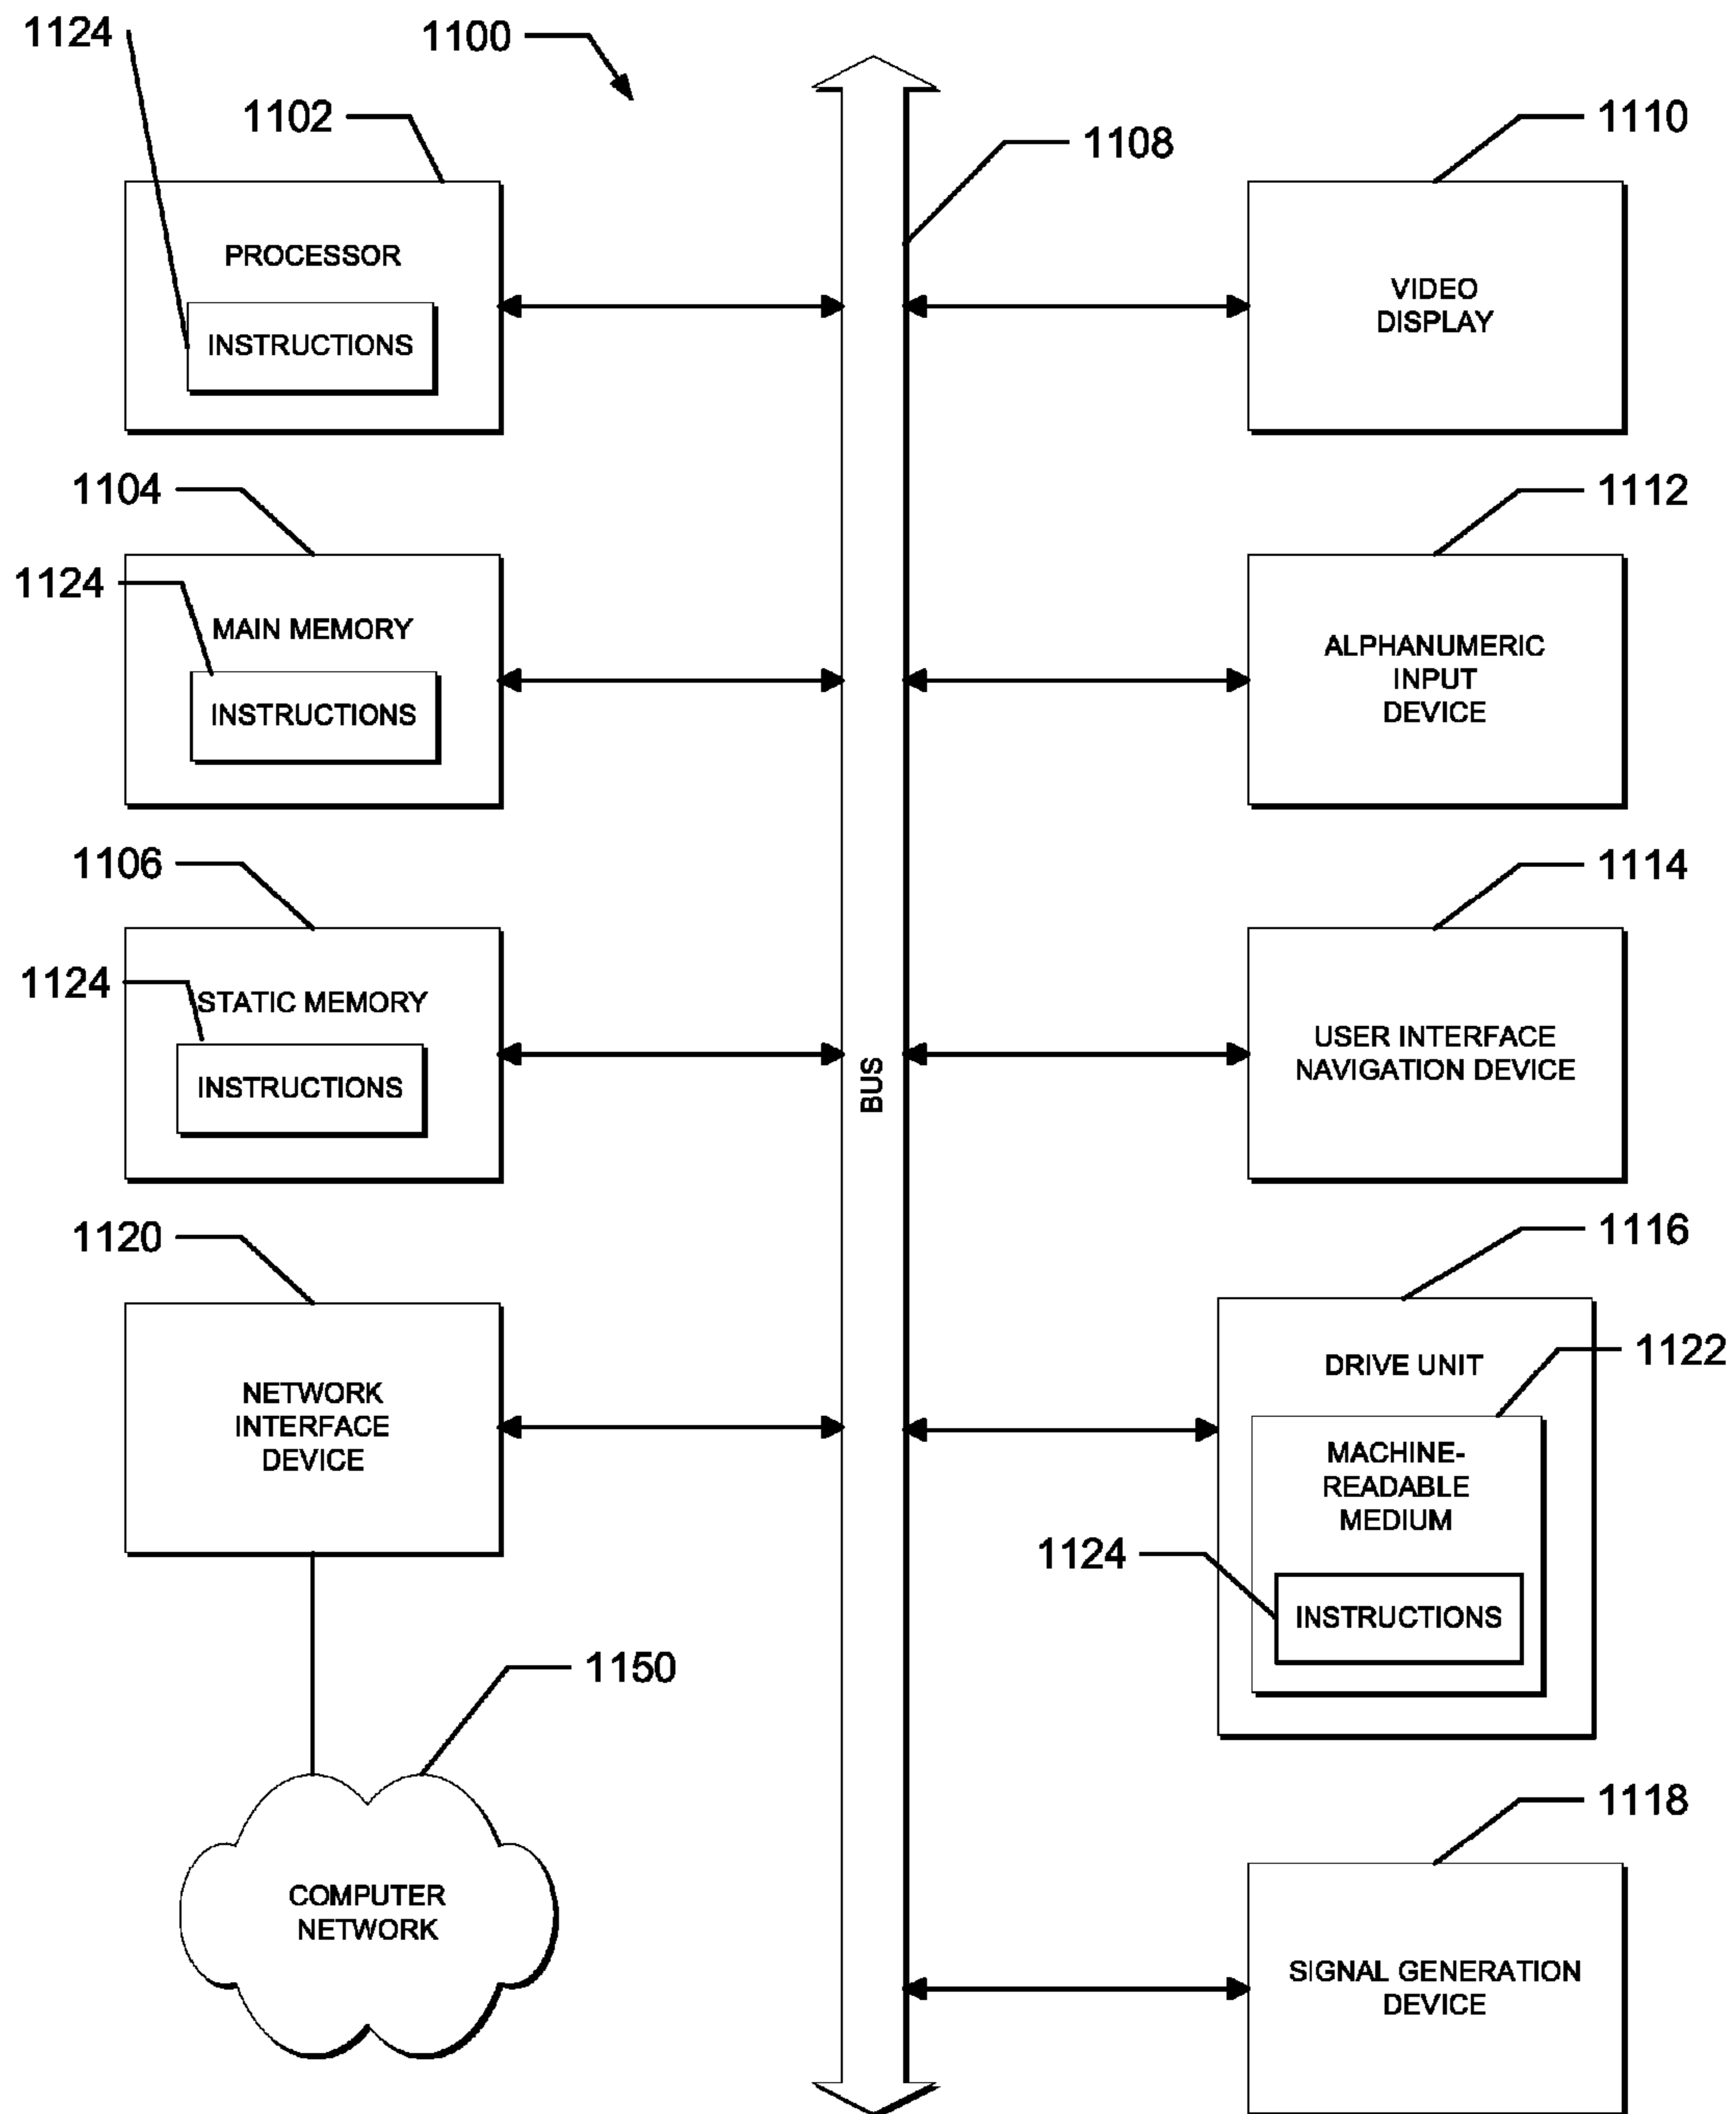 1124
1100
1102
1108
1110
PROCESSOR
INSTRUCTIONS
VIDEO
DISPLAY
1104
1112
1124
MAIN MEMORY
INSTRUCTIONS
ALPHANUMERIC
INPUT
DEVICE
1106
1114
1124
STATIC MEMORY
INSTRUCTIONS
BUS
USER INTERFACE
NAVIGATION DEVICE
1120
1116
NETWORK
INTERFACE
DEVICE
1122
DRIVE UNIT
MACHINE-
READABLE
MEDIUM
1124
INSTRUCTIONS
1150
COMPUTER
NETWORK
1118
SIGNAL GENERATION
DEVICE